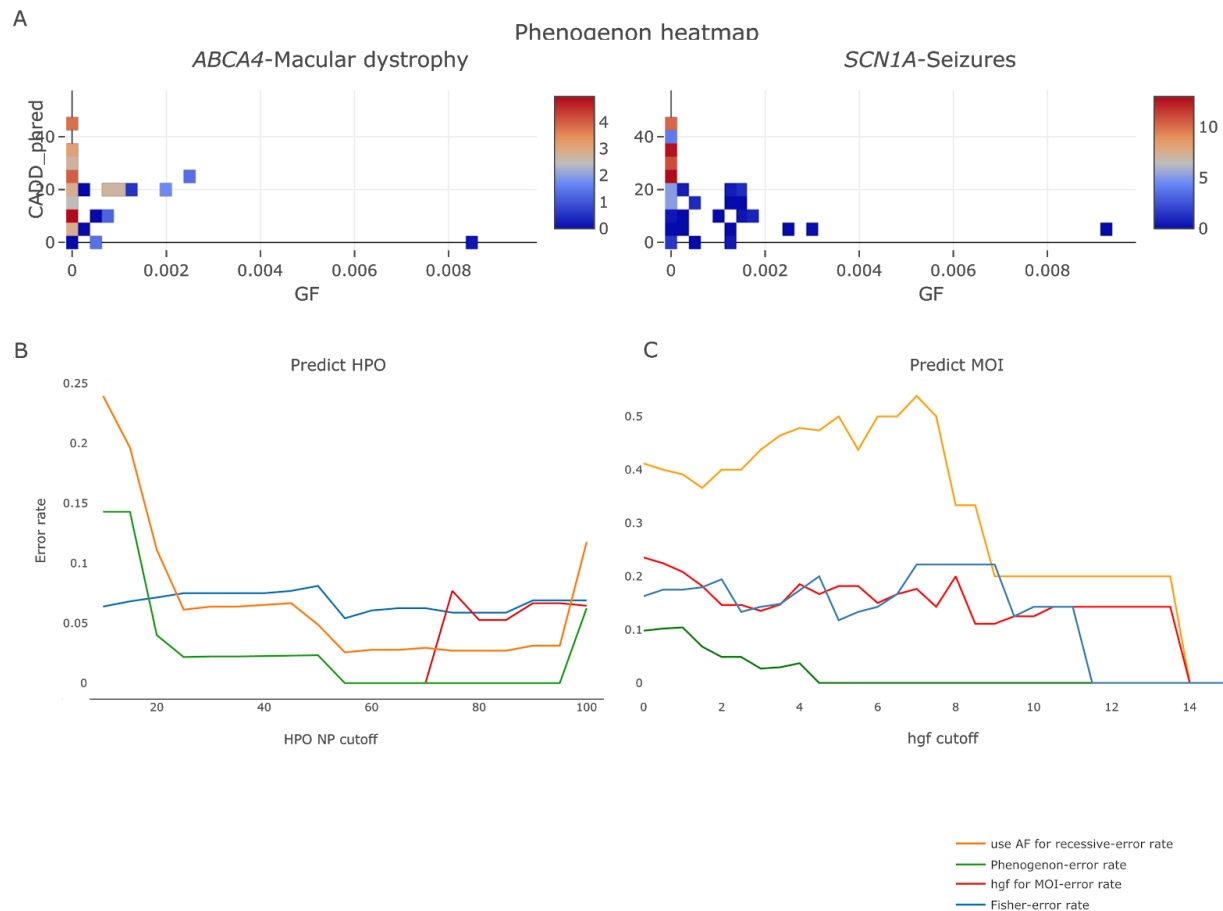 A
Phenogenon heatmap
ABCA4-Macular dystrophy
SCN1A-Seizures
CADD_phred
40
20
0
0
0.002
0.004
0.006
0.008
GF
4
3
2
1
0
40
20
0
0
0.002
0.004
0.006
0.008
GF
10
5
0
B
Predict HPO
Error rate
0.25
0.2
0.15
0.1
0.05
0
20
40
60
80
100
HPO NP cutoff
C
Predict MOI
0.5
0.4
0.3
0.2
0.1
0
0
2
4
6
8
10
12
14
hgf cutoff
use AF for recessive-error rate
Phenogenon-error rate
hgf for MOI-error rate
Fisher-error rate